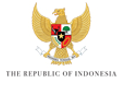 THE REPUBLIC OF INDONESIA